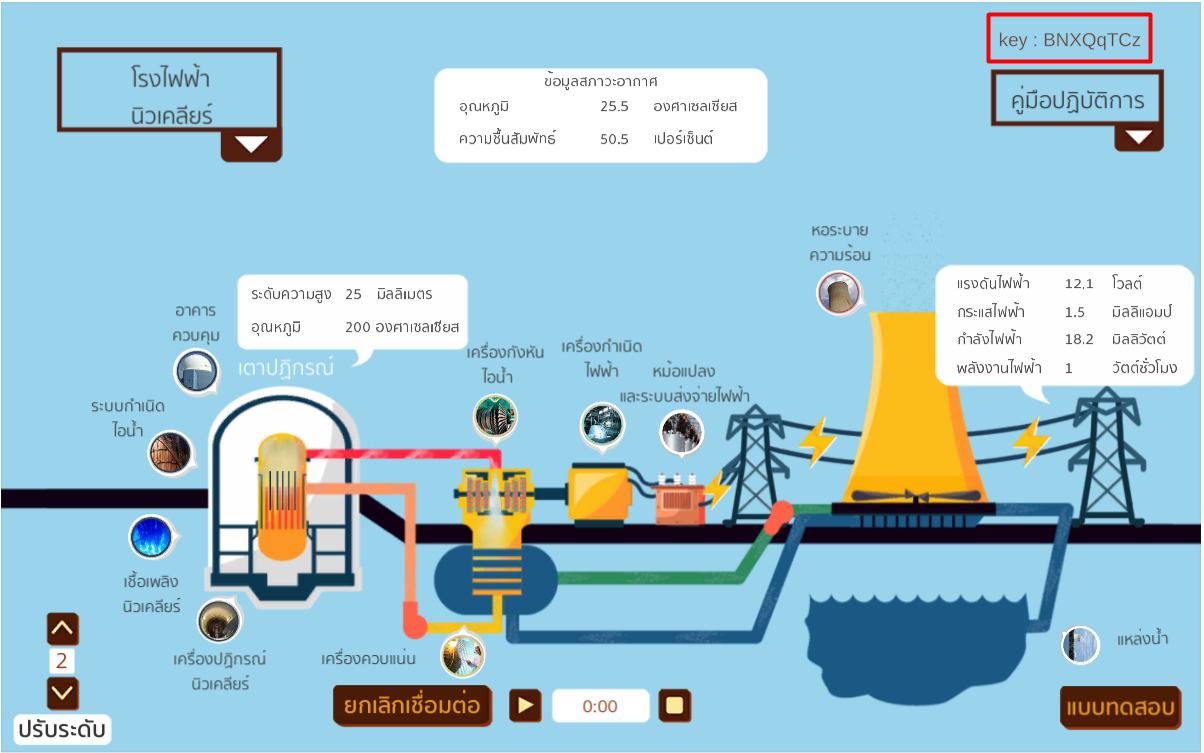 key : BNXQqTCz
โรงไฟฟ้า
นิวเคลียร์
ข้อมูลสภาวะอากาศ
อุณหภูมิ 25.5 องศาเซลเซียส
ความชื้นสัมพัทธ์ 50.5 เปอร์เซ็นต์
คู่มือปฏิบัติการ
หอระบาย
ความร้อน
แรงดันไฟฟ้า 12.1 โวลต์
กระแสไฟฟ้า 1.5 มิลลิแอมป์
กำลังไฟฟ้า 18.2 มิลลิวัตต์
พลังงานไฟฟ้า 1 วัตต์ชั่วโมง
ระดับความสูง 25 มิลลิเมตร
อุณหภูมิ 200 องศาเซลเซียส
อาคาร
ควบคุม
เตาปฏิกรณ์
เครื่องกังหัน
ไอน้ำ
เครื่องกำเนิด
ไฟฟ้า
หม้อแปลง
และระบบส่งจ่ายไฟฟ้า
ระบบกำเนิด
ไอน้ำ
เชื้อเพลิง
นิวเคลียร์
เครื่องปฏิกรณ์
นิวเคลียร์
เครื่องควบแน่น
แหล่งน้ำ
2
ปรับระดับ
ยกเลิกเชื่อมต่อ
0:00
แบบทดสอบ